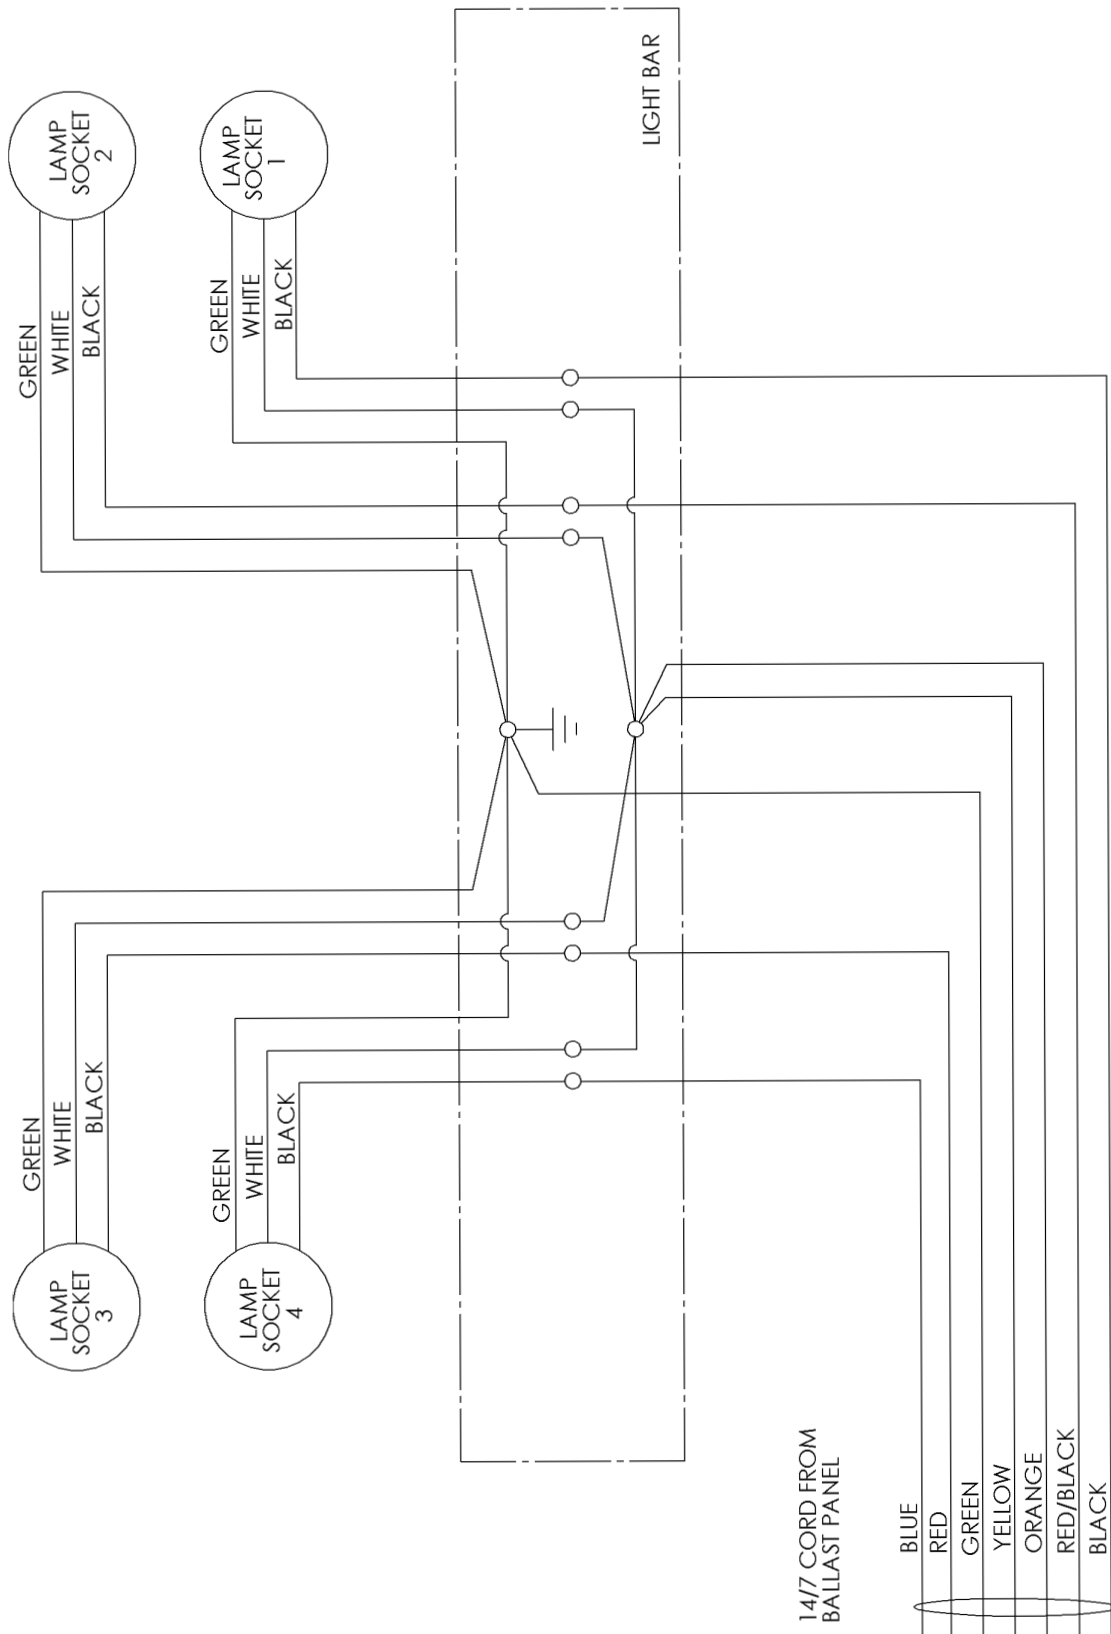 LAMP
SOCKET
2
LAMP
SOCKET
1
LIGHT BAR
GREEN
WHITE
BLACK
GREEN
WHITE
BLACK
GREEN
WHITE
BLACK
GREEN
WHITE
BLACK
LAMP
SOCKET
3
LAMP
SOCKET
4
14/7 CORD FROM
BALLAST PANEL
BLUE
RED
GREEN
YELLOW
ORANGE
RED/BLACK
BLACK